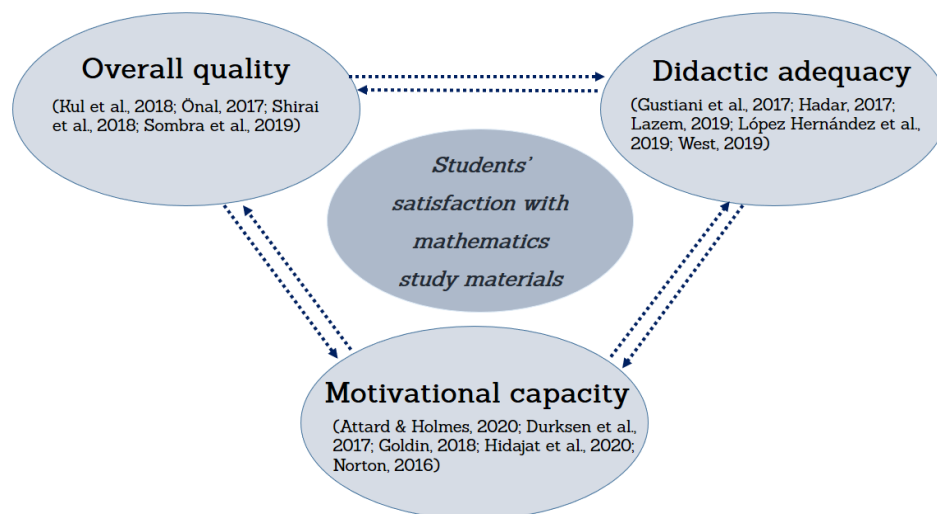 Overall quality
(Kul et al., 2018; Önal, 2017; Shirai
et al., 2018; Sombra et al., 2019)
Didactic adequacy
(Gustiani et al., 2017; Hadar, 2017;
Lazem, 2019; López Hernández et al.,
2019; West, 2019)
Students'
satisfaction with
mathematics
study materials
Motivational capacity
(Attard & Holmes, 2020; Durksen et al.,
2017; Goldin, 2018; Hidajat et al., 2020;
Norton, 2016)